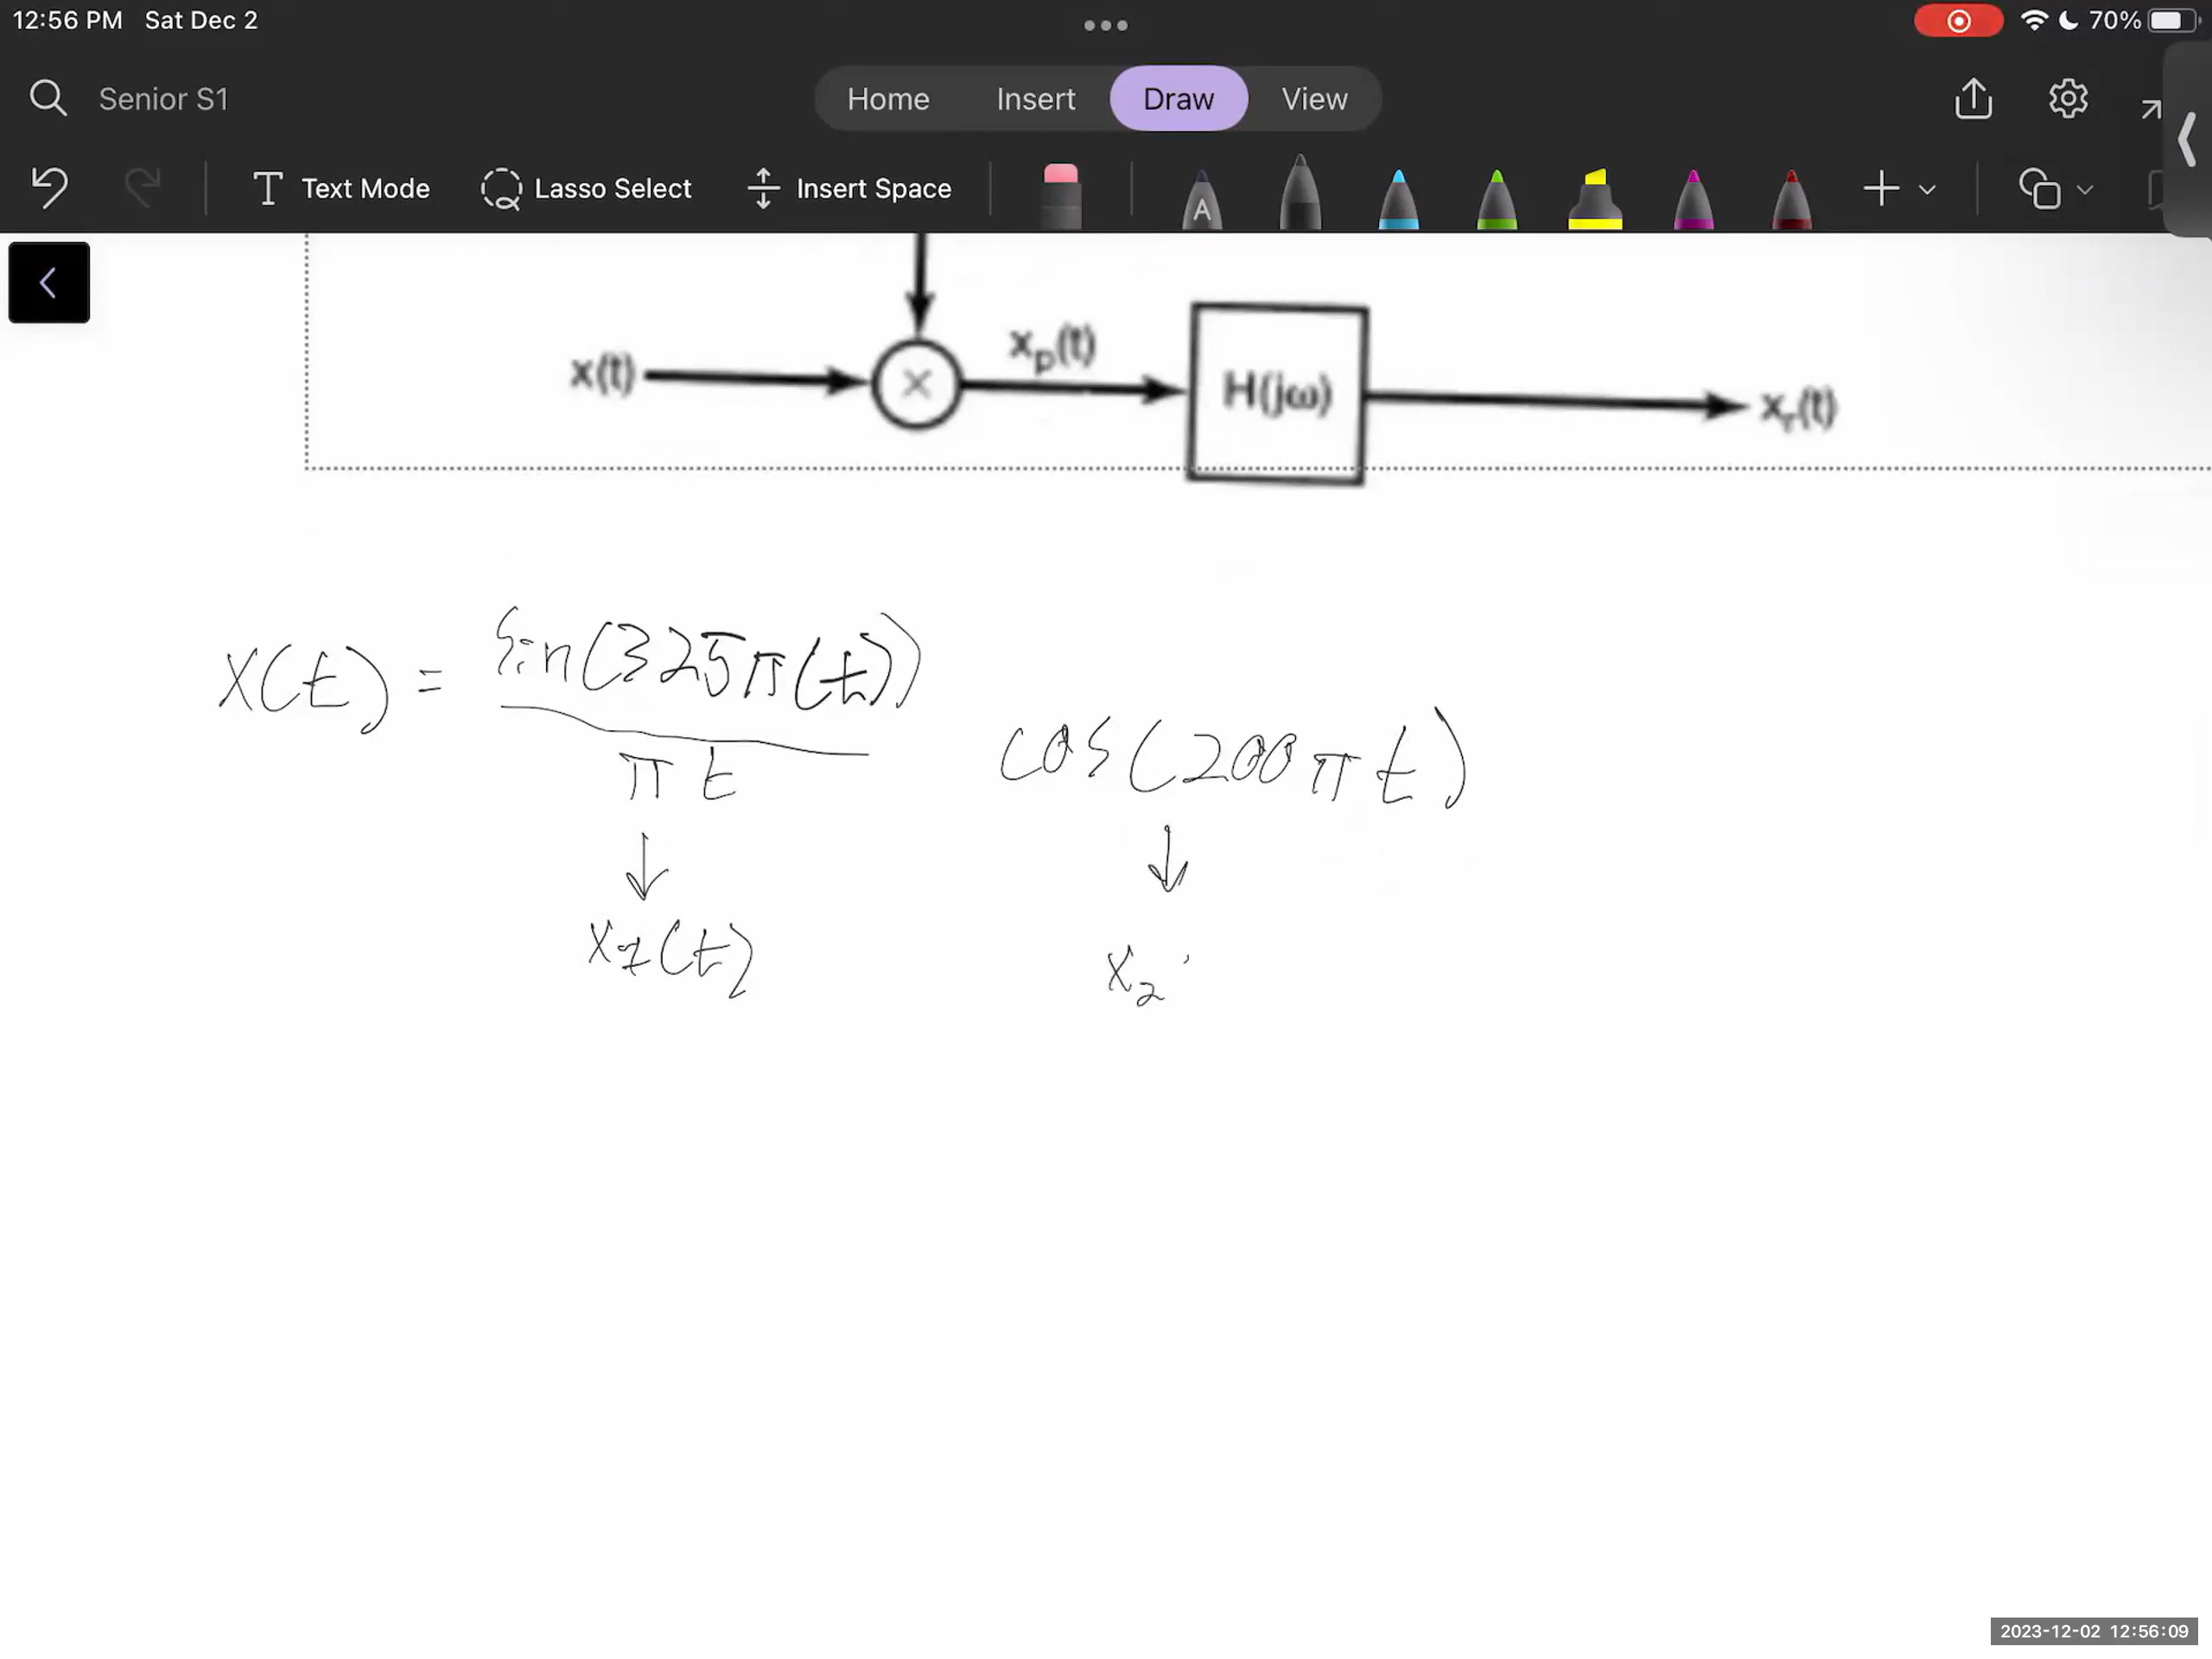 12:56 PM Sat Dec 2
70%
Senior S1
Home Insert Draw View
Text Mode Lasso Select Insert Space
A
x(t) × xp(t) H(jω) xr(t)
X(t) = sin(325π(t))
πt
cos(200πt)
x1(t) x2
2023-12-02 12:56:09